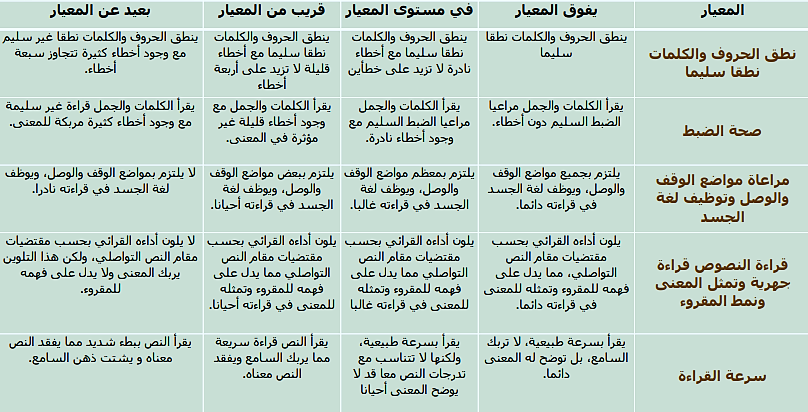 المعيار
يفوق المعيار
في مستوى المعيار
قريب من المعيار
بعيد عن المعيار
نطق الحروف والكلمات
نطقا سليما
ينطق الحروف والكلمات نطقا
سليما
ينطق الحروف والكلمات
نطقا سليما مع أخطاء
نادرة لا تزيد على خطأين
ينطق الحروف والكلمات
نطقا سليما مع أخطاء
قليلة لا تزيد على أربعة
أخطاء
ينطق الحروف والكلمات نطقا غير سليم
مع وجود أخطاء كثيرة تتجاوز سبعة
أخطاء.
صحة الضبط
يقرأ الكلمات والجمل مراعيا
الضبط السليم دون أخطاء.
يقرأ الكلمات والجمل
مراعيا الضبط السليم مع
وجود أخطاء نادرة.
يقرأ الكلمات والجمل مع
وجود أخطاء قليلة غير
مؤثرة في المعنى.
يقرأ الكلمات والجمل قراءة غير سليمة
مع وجود أخطاء كثيرة مربكة للمعنى.
مراعاة مواضع الوقف
والوصل وتوظيف لغة
الجسد
يلتزم بجميع مواضع الوقف
والوصل، ويوظف لغة الجسد
في قراءته دائما.
يلتزم بمعظم مواضع الوقف
والوصل، ويوظف لغة
الجسد في قراءته غالبا.
يلتزم ببعض مواضع الوقف
والوصل، ويوظف لغة
الجسد في قراءته أحيانا.
لا يلتزم بمواضع الوقف والوصل، ويوظف
لغة الجسد في قراءته نادرا.
قراءة النصوص قراءة
جهرية وتمثل المعنى
ونمط المقروء
يلون أدائه القرائي بحسب
مقتضيات مقام النص
التواصلي، مما يدل على
فهمه للمقروء وتمثله للمعنى
في قراءته دائما.
يلون أداءه القرائي بحسب
مقتضيات مقام النص
التواصلي مما يدل على
فهمه للمقروء وتمثله
للمعنى في قراءته غالبا
يلون أداءه القرائي بحسب
مقتضيات مقام النص
التواصلي مما يدل على
فهمه للمقروء وتمثله
للمعنى في قراءته أحيانا.
لا يلون أداءه القرائي بحسب مقتضيات
مقام النص التواصلي، ولكن هذا التلوين
يربك المعنى ولا يدل على فهمه
للمقروء.
سرعة القراءة
يقرأ بسرعة طبيعية، لا تربك
السامع، بل توضح له المعنى
دائما.
يقرأ بسرعة طبيعية،
ولكنها لا تتناسب مع
تدرجات النص معا قد لا
يوضح المعنى أحيانا
يقرأ النص قراءة سريعة
مما يربك السامع ويفقد
النص معناه.
يقرأ النص ببطء شديد مما يفقد النص
معناه و يشتت ذهن السامع.